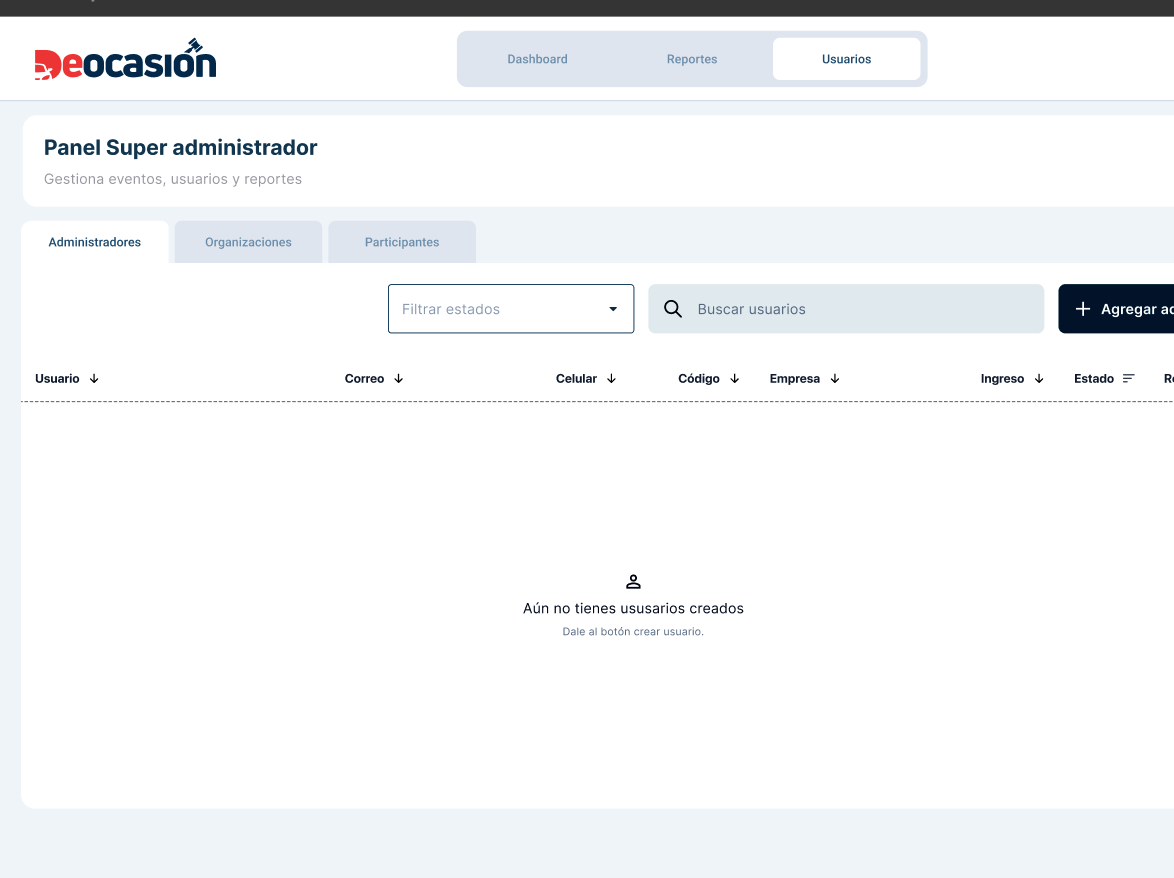 Deocasión
Dashboard
Reportes
Usuarios
Panel Super administrador
Gestiona eventos, usuarios y reportes
Administradores
Organizaciones
Participantes
Filtrar estados
Buscar usuarios
Agregar
Usuario
Correo
Celular
Código
Empresa
Ingreso
Estado
Aún no tienes ususarios creados
Dale al botón crear usuario.